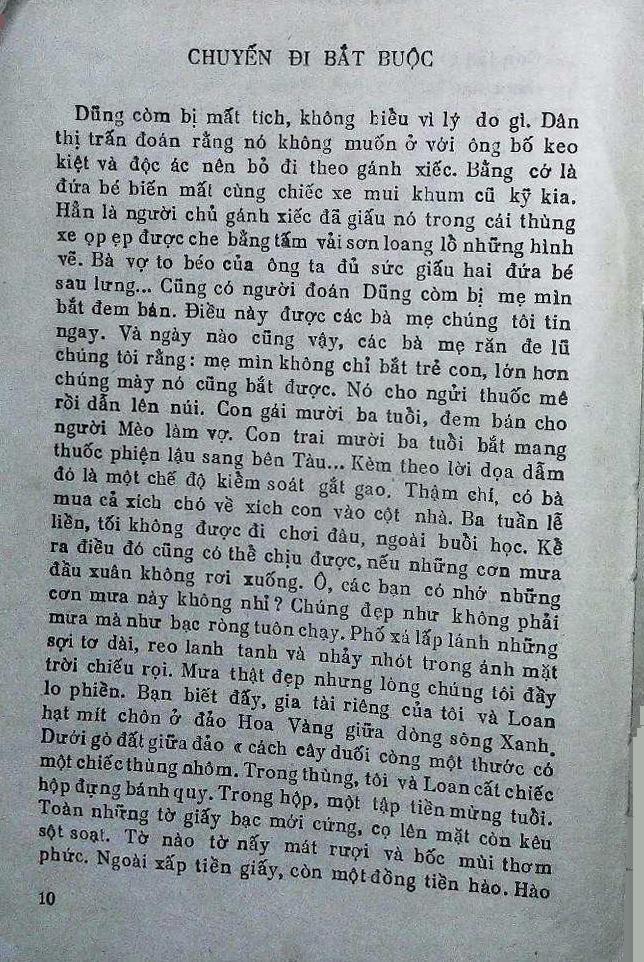 CHUYẾN ĐI BẮT BUỘC
Dũng còm bị mất tích, không hiểu vì lý do gì. Dân
thị trấn đoán rằng nó không muốn ở với ông bố keo
kiệt và độc ác nên bỏ đi theo gánh xiếc. Bằng cớ là
đứa bé biến mất cùng chiếc xe mui khum cũ kỹ kia.
Hẳn là người chủ gánh xiếc đã giấu nó trong cái thùng
xe ọp ẹp được che bằng tấm vải sơn loang lổ những hình
vẽ. Bà vợ to béo của ông ta đủ sức giấu hai đứa bé
sau lưng... Cũng có người đoán Dũng còm bị mẹ mìn
bắt đem bán. Điều này được các bà mẹ chúng tôi tin
ngay. Và ngày nào cũng vậy, các bà mẹ răn đe lũ
chúng tôi rằng : mẹ mìn không chỉ bắt trẻ con, lớn hơn
chúng mày nó cũng bắt được. Nó cho ngửi thuốc mê
rồi dẫn lên núi. Con gái mười ba tuổi, đem bán cho
người Mèo làm vợ. Con trai mười ba tuổi bắt mang
thuốc phiện lậu sang bên Tàu... Kèm theo lời dọa dẫm
đó là một chế độ kiểm soát gắt gao. Thậm chí, có bà
mua cả xích chó về xích con vào cột nhà. Ba tuần lễ
liền, tối không được đi chơi đâu, ngoài buổi học. Kể
ra điều đó cũng có thể chịu được, nếu những cơn mưa
đầu xuân không rơi xuống. Ô, các bạn có nhớ những
cơn mưa này không nhỉ ? Chúng đẹp như không phải
mưa mà như bạc ròng tuôn chạy. Phố xá lấp lánh những
sợi tơ dài, reo lanh tanh và nhảy nhót trong ánh mặt
trời chiếu rọi. Mưa thật đẹp nhưng lòng chúng tôi đầy
lo phiền. Bạn biết đấy, gia tài riêng của tôi và Loan
hạt mít chôn ở đảo Hoa Vàng giữa dòng sông Xanh.
Dưới gò đất giữa đảo « cách cây duối còng một thước có
một chiếc thùng nhôm. Trong thùng, tôi và Loan cất chiếc
hộp đựng bánh quy. Trong hộp, một tập tiền mừng tuổi.
Toàn những tờ giấy bạc mới cứng, cọ lên mặt còn kêu
sột soạt. Tờ nào tờ nấy mát rượi và bốc mùi thơm
phức. Ngoài xấp tiền giấy, còn một đồng tiền hào. Hào
10